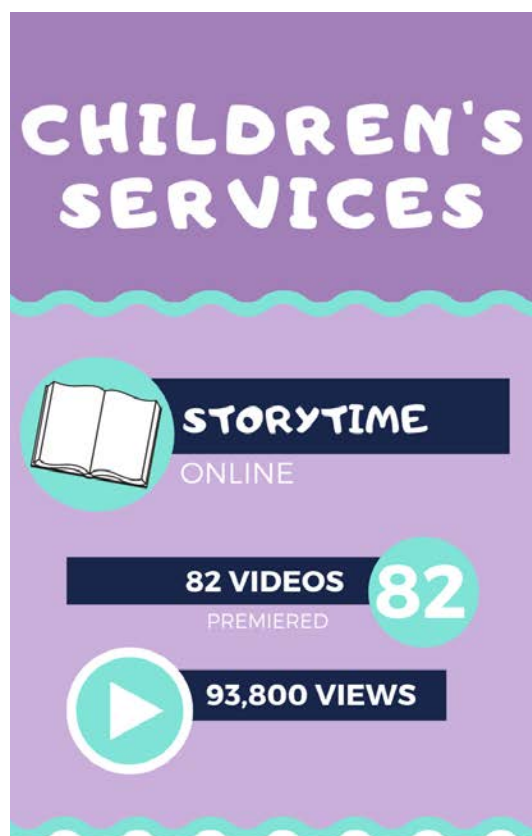 CHILDREN'S
SERVICES
STORYTIME
ONLINE
82 VIDEOS
82
PREMIERED
93,800 VIEWS